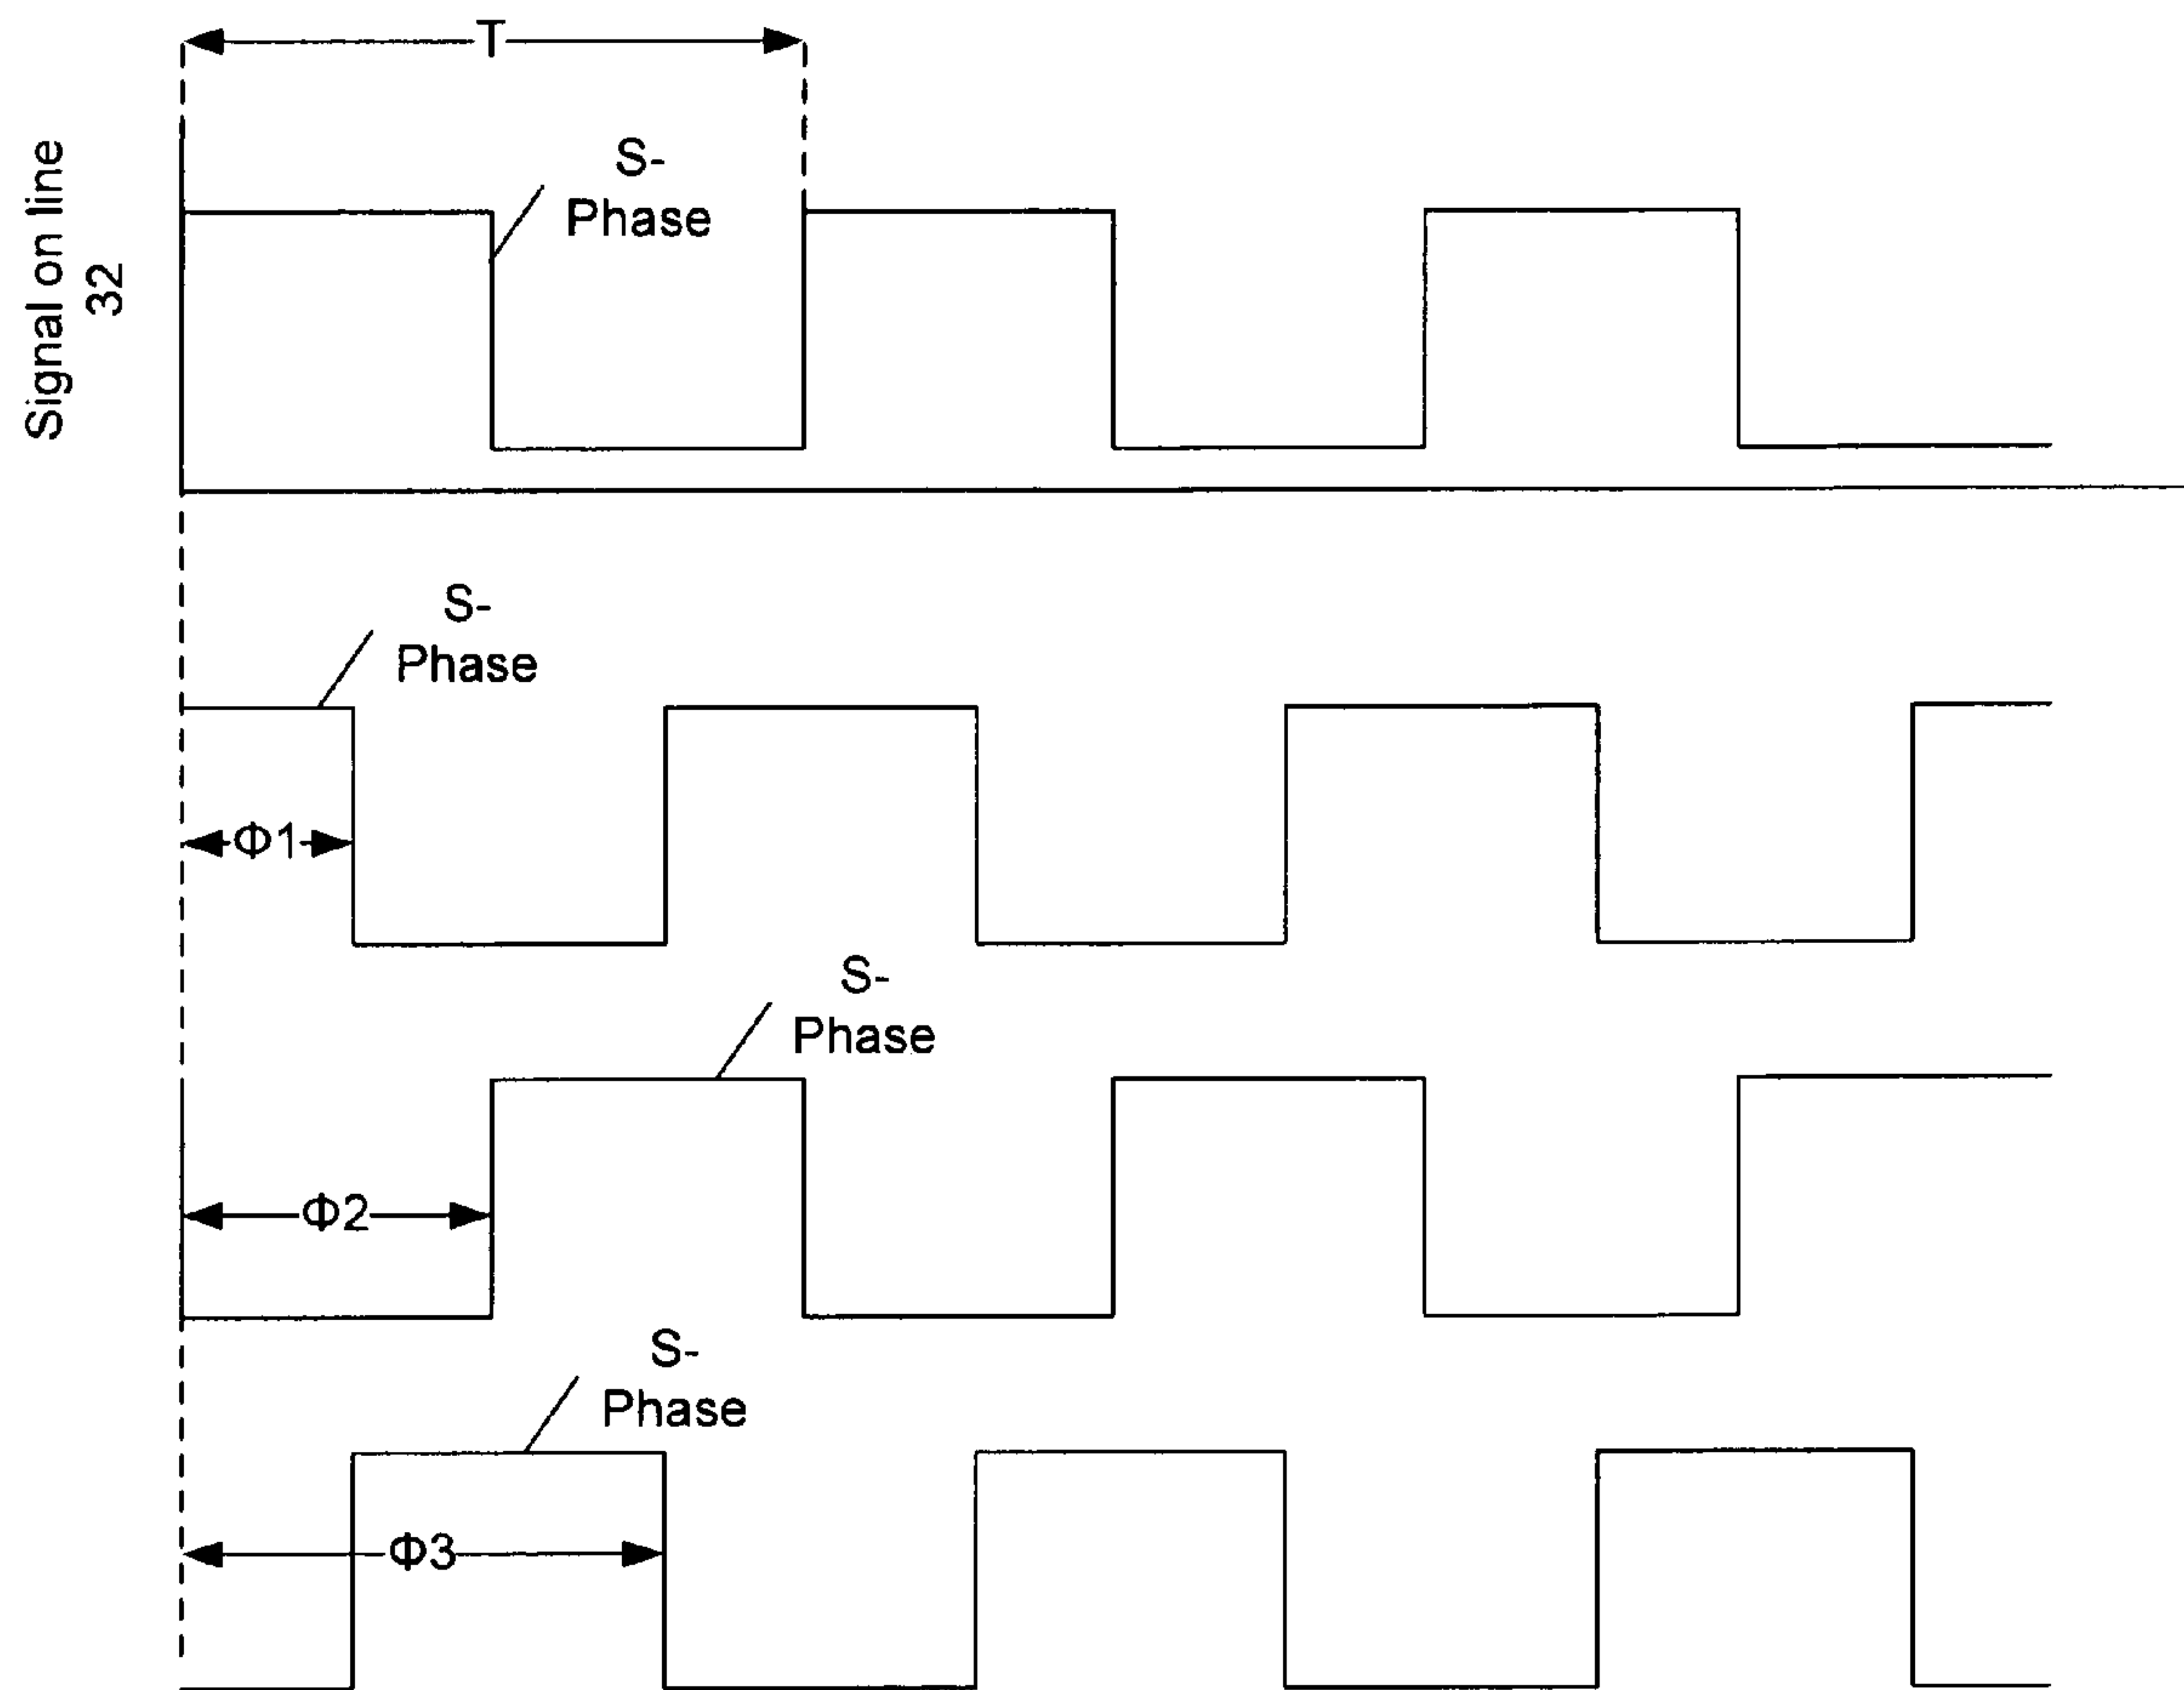 T
Signal on line
32
S-
Phase
S-
Phase
Φ1
S-
Phase
Φ2
S-
Phase
Φ3